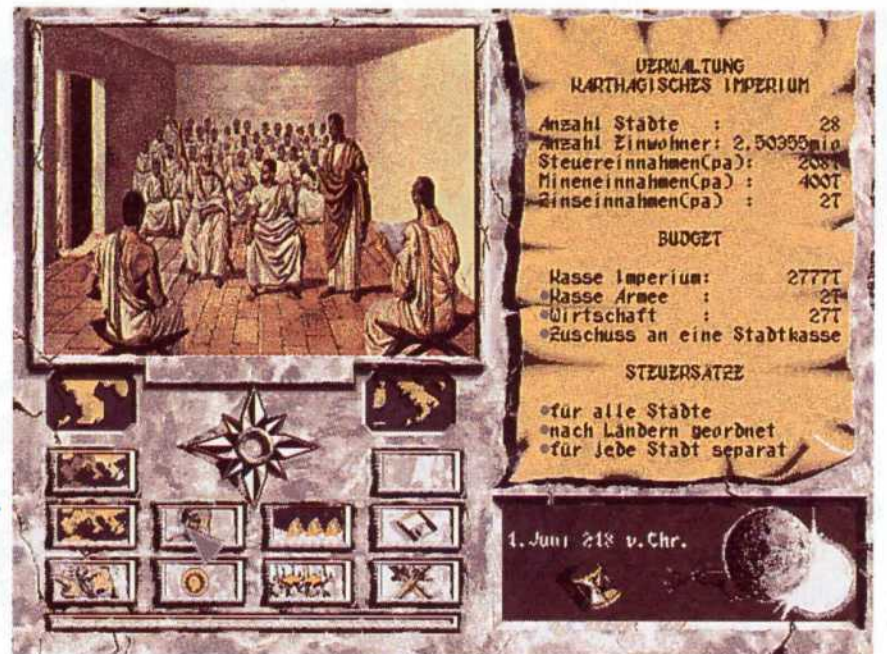 VERWALTUNG
KARTHAGISCHES IMPERIUM
Anzahl Städte : 28
Anzahl Einwohner: 2.50355mio
Steuereinnahmen(pa): 208T
Mineneinnahmen(pa) : 400T
Zinseinnahmen(pa) : 2T
BUDGET
Kasse Imperium: 2777T
Kasse Armee : 2T
Wirtschaft : 27T
Zuschuss an eine Stadtkasse
STEUERSÄTZE
für alle Städte
nach Ländern geordnet
für jede Stadt separat
1.Juni 218 v.Chr.